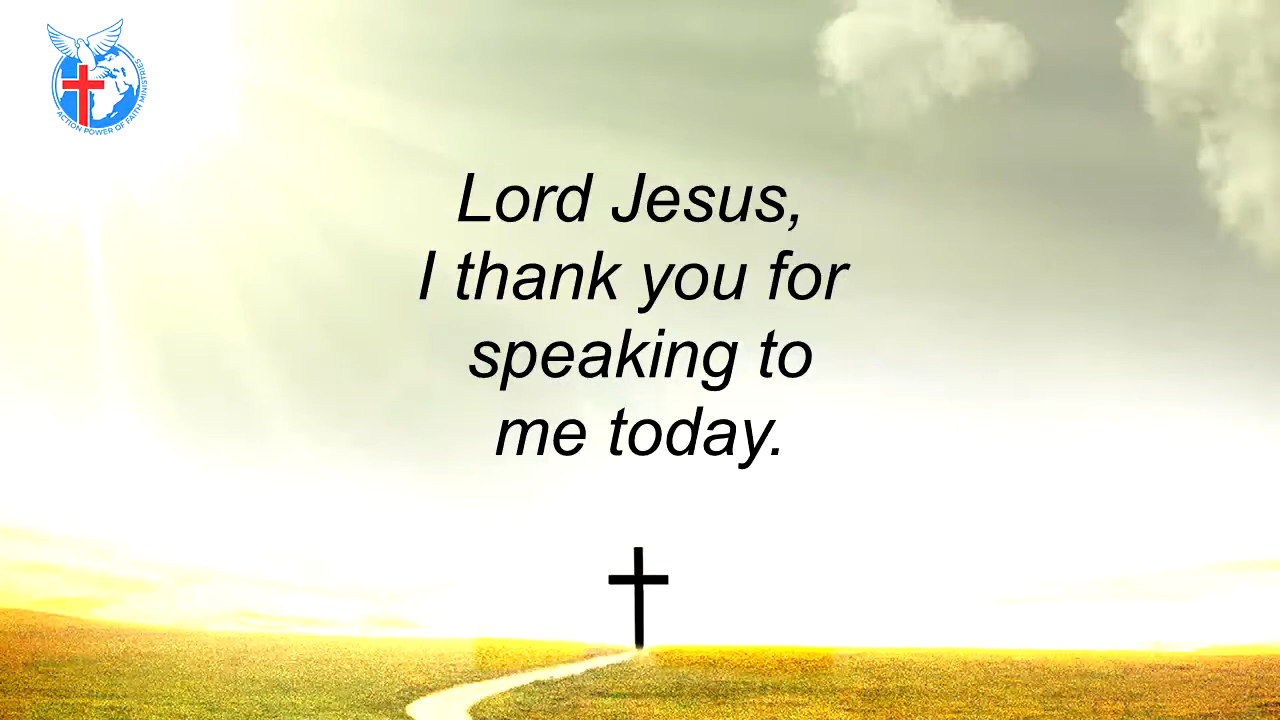 ACTION POWER OF FAITH MINISTRIES
Lord Jesus,
I thank you for
speaking to
me today.